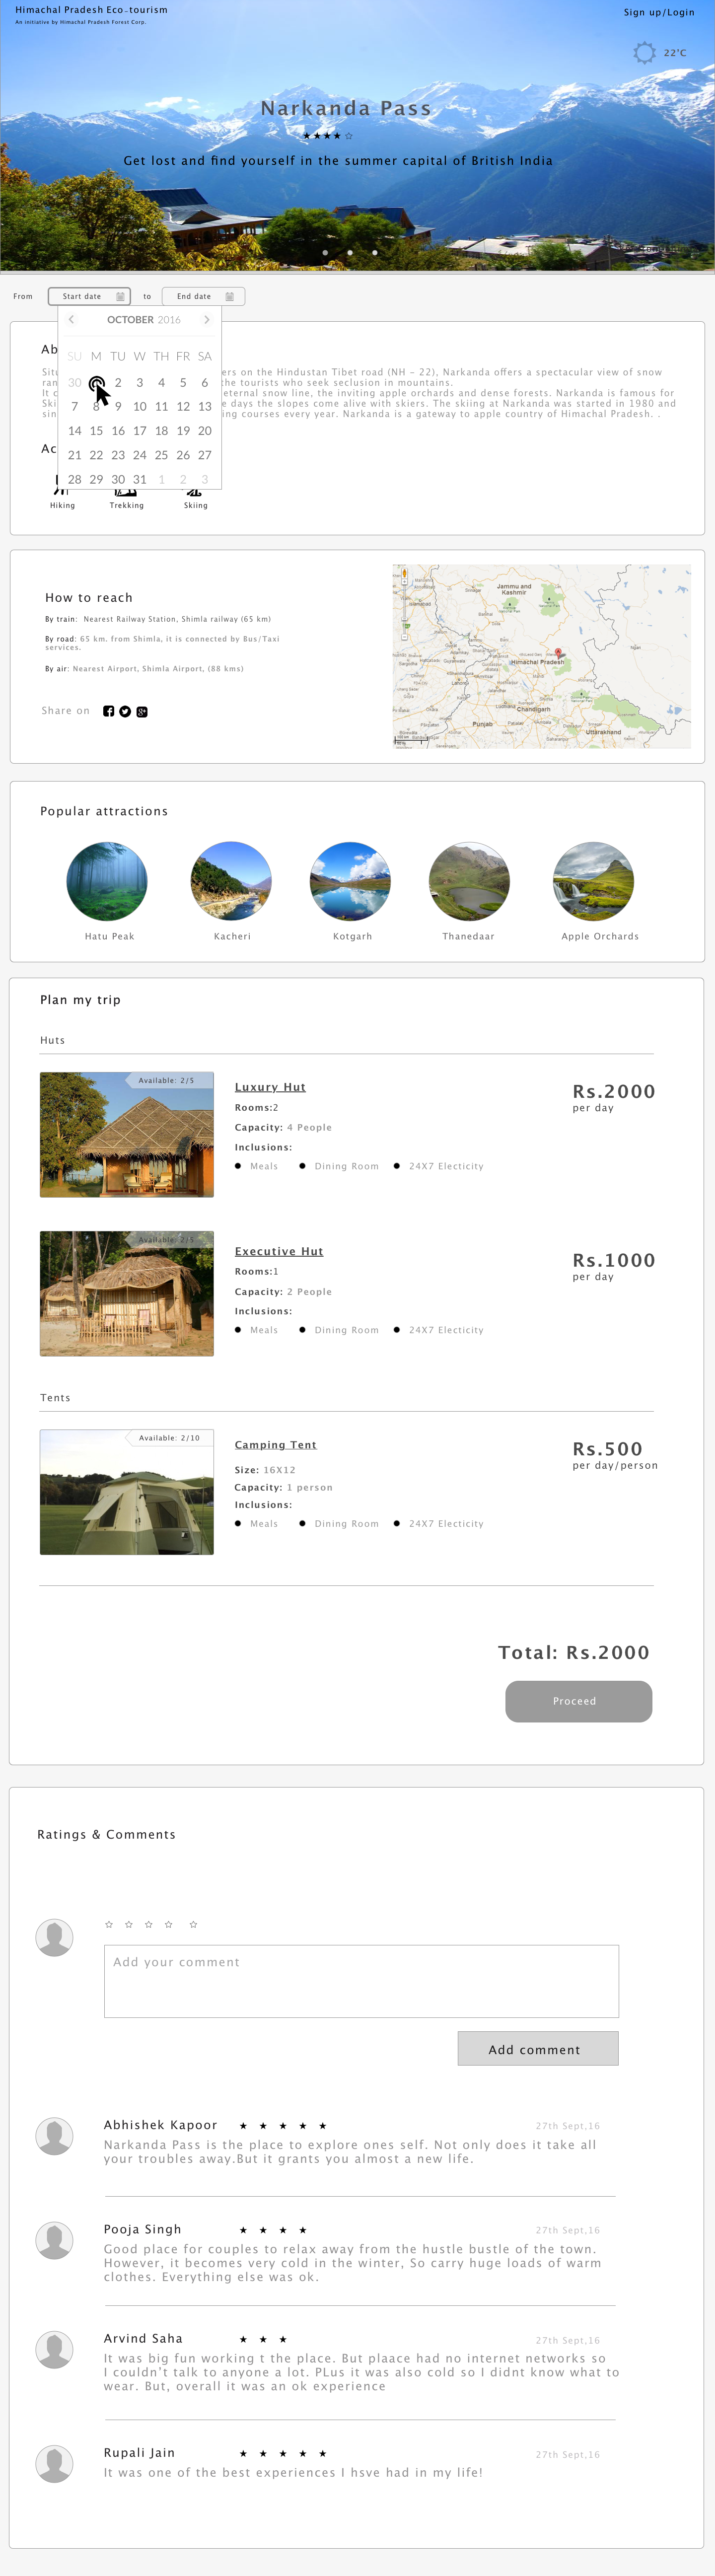 Himachal Pradesh Eco-tourism
An initiative by Himachal Pradesh Forest Corp.
Sign up/Login
22°C
Narkanda Pass
Get lost and find yourself in the summer capital of British India
From
Start date
to
End date
OCTOBER 2016
SU M TU W TH FR SA
30 2 3 4 5 6
7 8 9 10 11 12 13
14 15 16 17 18 19 20
21 22 23 24 25 26 27
28 29 30 31 1 2 3
on the Hindustan Tibet road (NH – 22), Narkanda offers a spectacular view of snow
the tourists who seek seclusion in mountains.
eternal snow line, the inviting apple orchards and dense forests. Narkanda is famous for
days the slopes come alive with skiers. The skiing at Narkanda was started in 1980 and
courses every year. Narkanda is a gateway to apple country of Himachal Pradesh. .
Hiking
Trekking
Skiing
How to reach
By train: Nearest Railway Station, Shimla railway (65 km)
By road: 65 km. from Shimla, it is connected by Bus/Taxi
services.
By air: Nearest Airport, Shimla Airport, (88 kms)
Share on
Jammu and
Kashmir
Himachal Pradesh
Chandigarh
Punjab
Uttarakhand
Popular attractions
Hatu Peak
Kacheri
Kotgarh
Thanedaar
Apple Orchards
Plan my trip
Huts
Available: 2/5
Luxury Hut
Rooms:2
Capacity: 4 People
Inclusions:
Meals
Dining Room
24X7 Electicity
Rs.2000
per day
Available: 2/5
Executive Hut
Rooms:1
Capacity: 2 People
Inclusions:
Meals
Dining Room
24X7 Electicity
Rs.1000
per day
Tents
Available: 2/10
Camping Tent
Size: 16X12
Capacity: 1 person
Inclusions:
Meals
Dining Room
24X7 Electicity
Rs.500
per day/person
Total: Rs.2000
Proceed
Ratings & Comments
Add your comment
Add comment
Abhishek Kapoor
27th Sept,16
Narkanda Pass is the place to explore ones self. Not only does it take all
your troubles away.But it grants you almost a new life.
Pooja Singh
27th Sept,16
Good place for couples to relax away from the hustle bustle of the town.
However, it becomes very cold in the winter, So carry huge loads of warm
clothes. Everything else was ok.
Arvind Saha
27th Sept,16
It was big fun working t the place. But plaace had no internet networks so
I couldn't talk to anyone a lot. PLus it was also cold so I didnt know what to
wear. But, overall it was an ok experience
Rupali Jain
27th Sept,16
It was one of the best experiences I hsve had in my life!